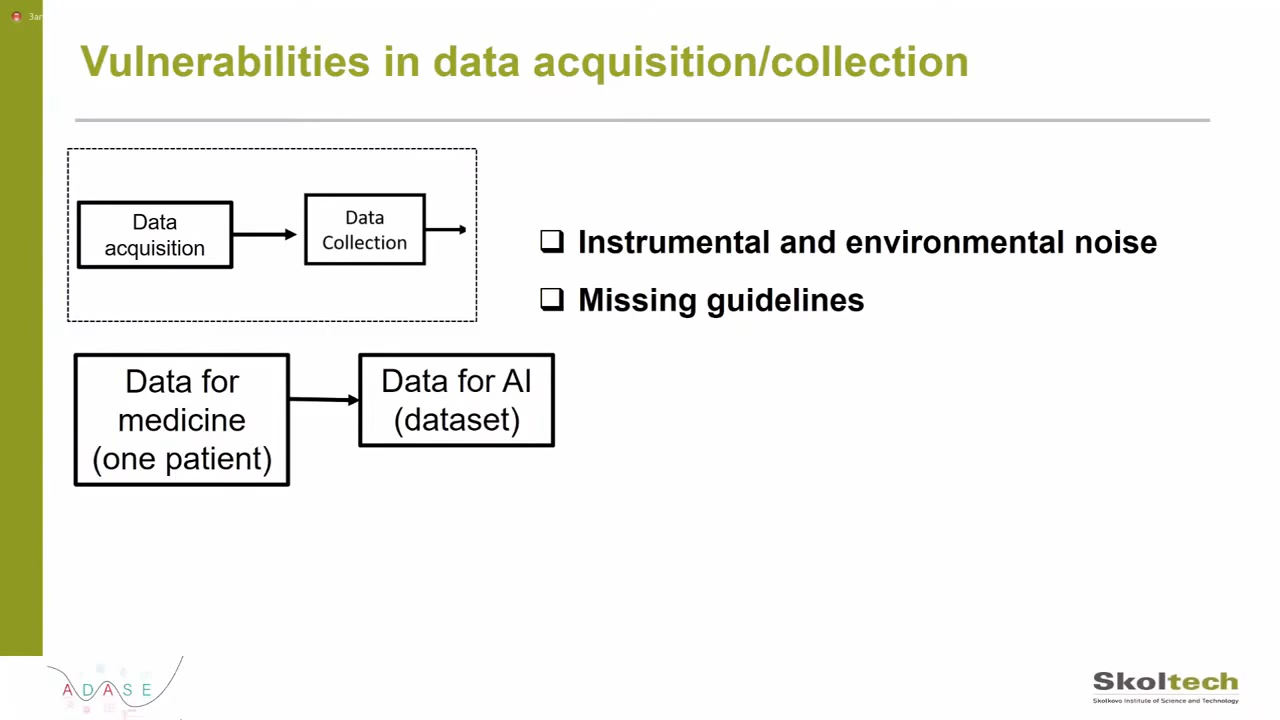 Зап
Vulnerabilities in data acquisition/collection
Data
acquisition
Data
Collection
Instrumental and environmental noise
Missing guidelines
Data for
medicine
(one patient)
Data for AI
(dataset)
ADASE
Skoltech
Skolkovo Institute of Science and Technology